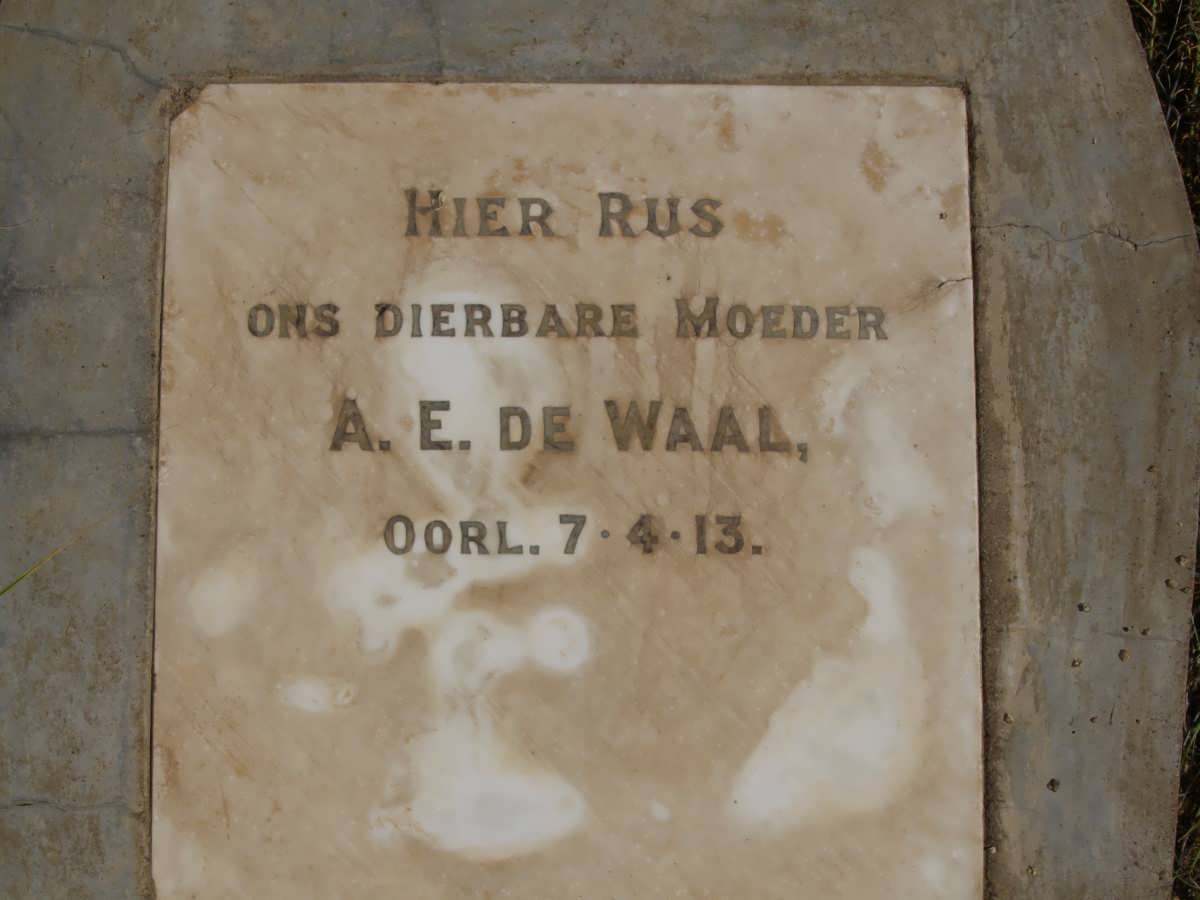 HIER RUS
ONS DIERBARE MOEDER
A. E. DE WAAL,
OORL. 7·4·13.